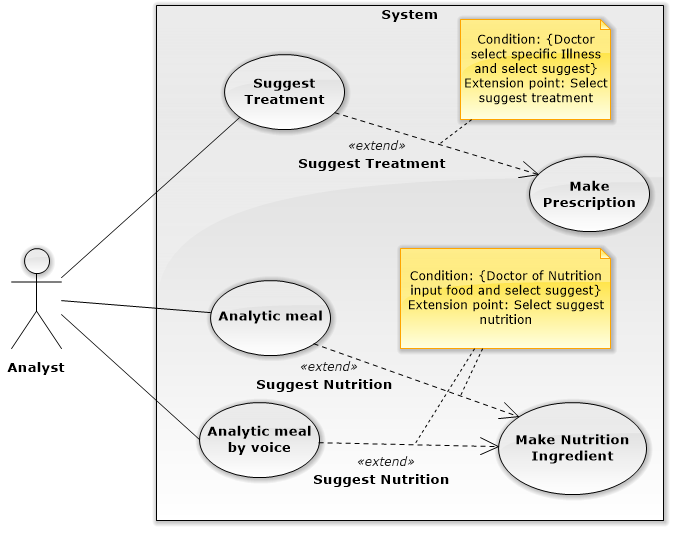 System
Condition: {Doctor
select specific Illness
and select suggest}
Extension point: Select
suggest treatment
Suggest
Treatment
«extend»
Suggest Treatment
Make
Prescription
Condition: {Doctor of Nutrition
input food and select suggest}
Extension point: Select suggest
nutrition
Analytic meal
Analyst
«extend»
Suggest Nutrition
Analytic meal
by voice
Make Nutrition
Ingredient
«extend»
Suggest Nutrition